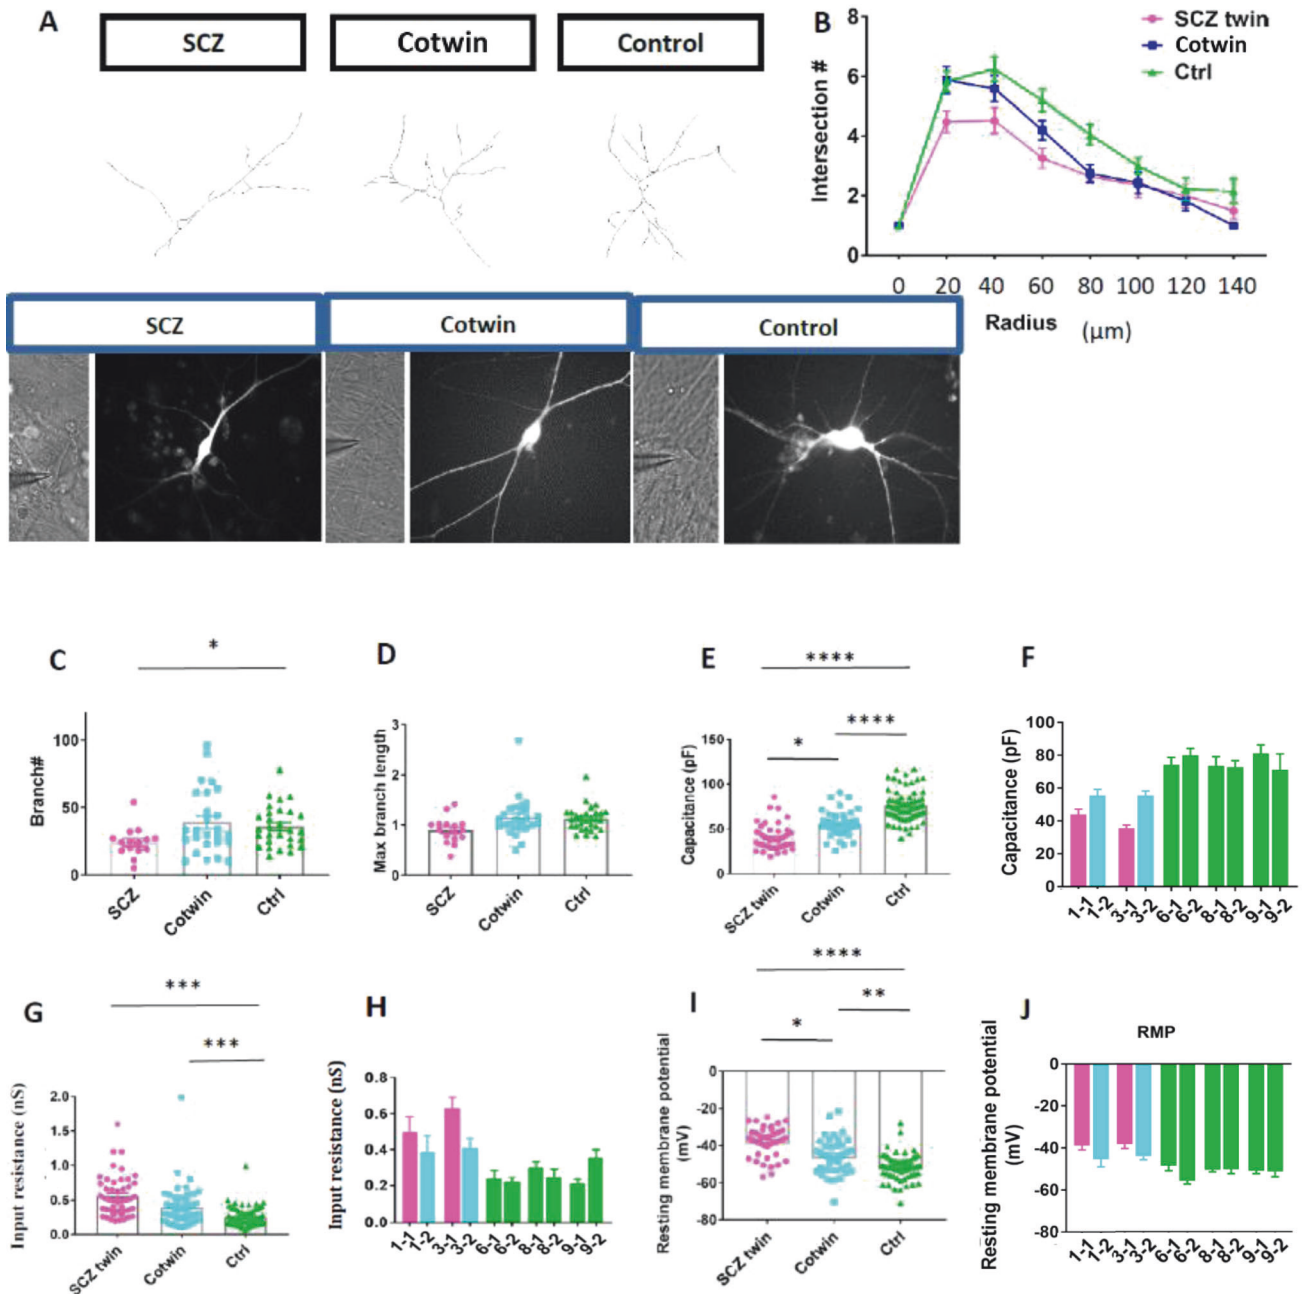 A
SCZ
Cotwin
Control
B
SCZ twin
Cotwin
Ctrl
Intersection #
8
6
4
2
0
0 20 40 60 80 100 120 140
Radius (μm)
SCZ
Cotwin
Control
C
*
Branch#
100
50
0
SCZ Cotwin Ctrl
D
Max branch length
3
2
1
0
SCZ Cotwin Ctrl
E
****
****
*
Capacitance (pF)
150
100
50
0
SCZ twin Cotwin Ctrl
F
Capacitance (pF)
100
80
60
40
20
0
1-1 1-2 3-1 3-2 6-1 6-2 8-1 8-2 9-1 9-2
G
***
***
Input resistance (nS)
2.0
1.5
1.0
0.5
0.0
SCZ twin Cotwin Ctrl
H
Input resistance (nS)
0.8
0.6
0.4
0.2
0.0
1-1 1-2 3-1 3-2 6-1 6-2 8-1 8-2 9-1 9-2
I
****
**
*
Resting membrane potential
(mV)
0
-20
-40
-60
-80
SCZ twin Cotwin Ctrl
J
RMP
Resting membrane potential
(mV)
0
-20
-40
-60
-80
1-1 1-2 3-1 3-2 6-1 6-2 8-1 8-2 9-1 9-2